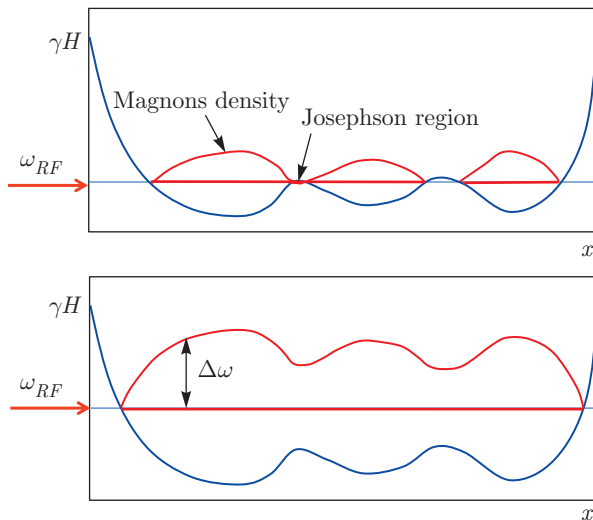 γH
Magnons density
Josephson region
ω_RF
x
γH
ω_RF
Δω
x